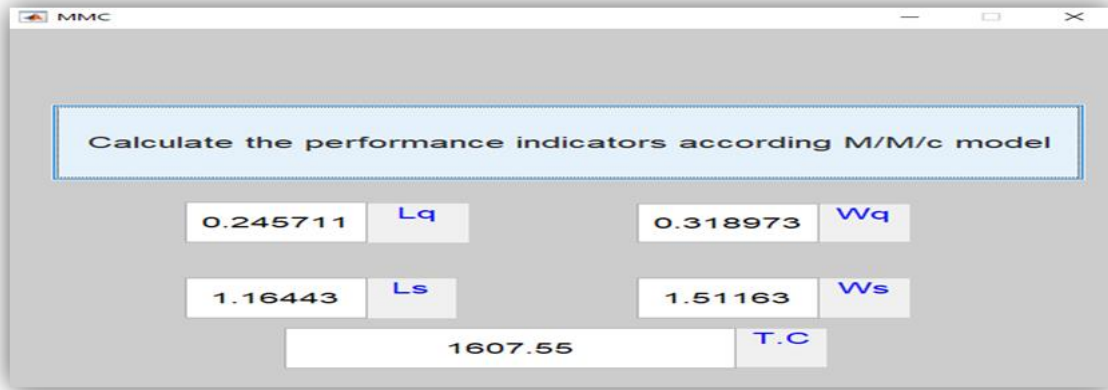 MMC
Calculate the performance indicators according M/M/c model
0.245711 Lq 0.318973 Wq
1.16443 Ls 1.51163 Ws
1607.55 T.C